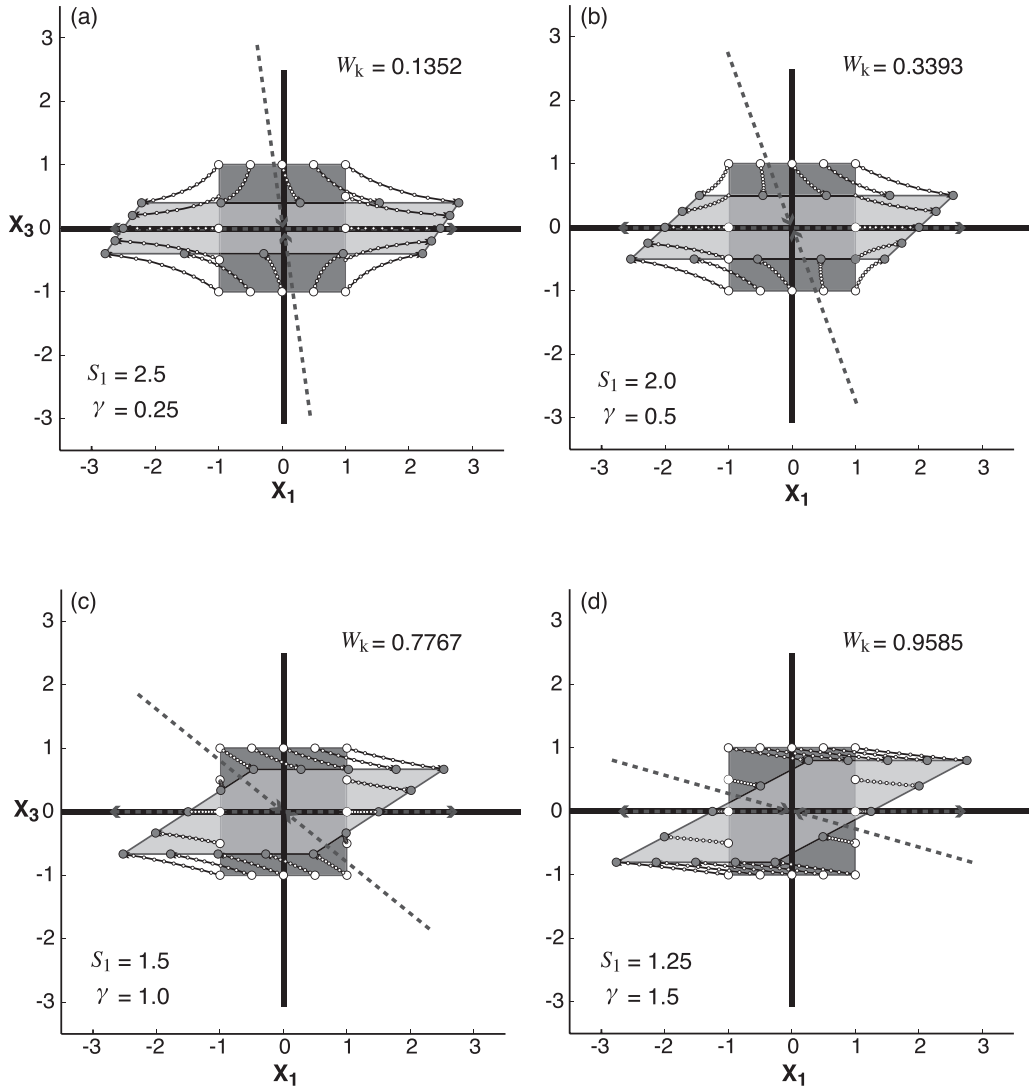 (a)
W_k = 0.1352
3
2
1
X_3 0
-1
-2
-3
S_1 = 2.5
γ = 0.25
-3 -2 -1 0 1 2 3
X_1
(b)
W_k = 0.3393
3
2
1
0
-1
-2
-3
S_1 = 2.0
γ = 0.5
-3 -2 -1 0 1 2 3
X_1
(c)
W_k = 0.7767
3
2
1
X_3 0
-1
-2
-3
S_1 = 1.5
γ = 1.0
-3 -2 -1 0 1 2 3
X_1
(d)
W_k = 0.9585
3
2
1
0
-1
-2
-3
S_1 = 1.25
γ = 1.5
-3 -2 -1 0 1 2 3
X_1